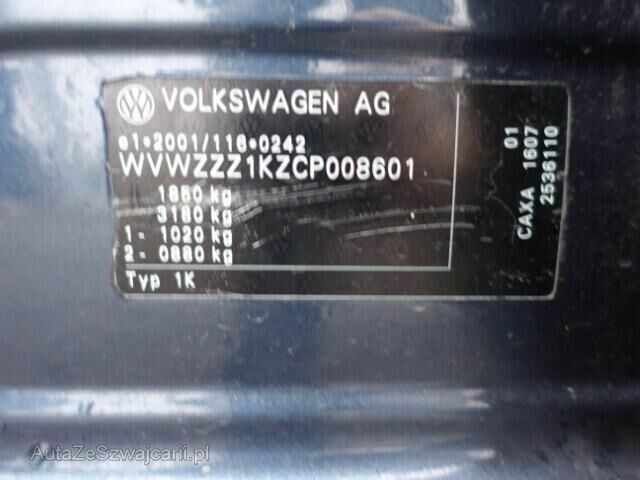 VOLKSWAGEN AG
e1*2001/116*0242
WVWZZZ1KZCP008601
1850 kg
3180 kg
1 - 1020 kg
2 - 0880 kg
Typ 1K
01
CAXA 1607
2536110
AutaZeSzwajcarii.pl